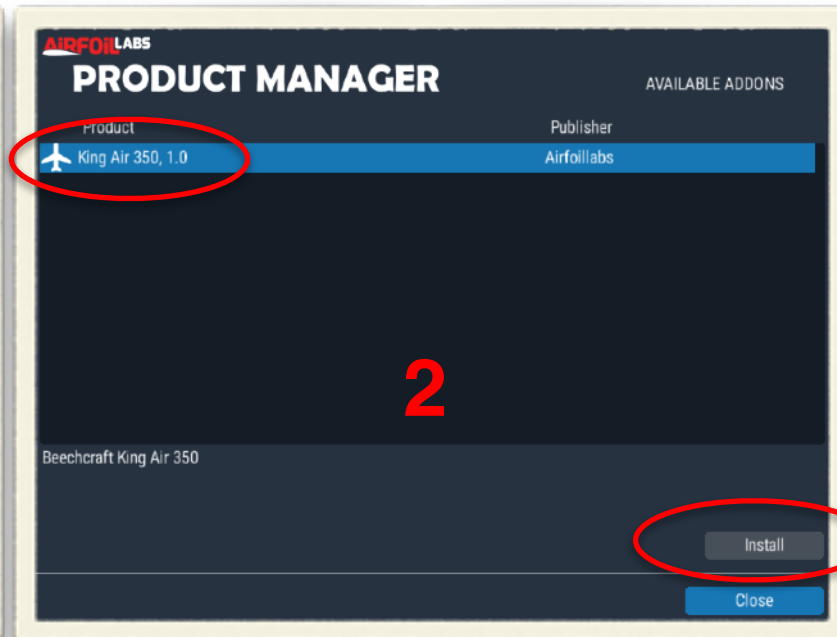 AIRFOILLABS
PRODUCT MANAGER
AVAILABLE ADDONS
Product Publisher
King Air 350, 1.0 Airfoillabs
2
Beechcraft King Air 350
Install
Close